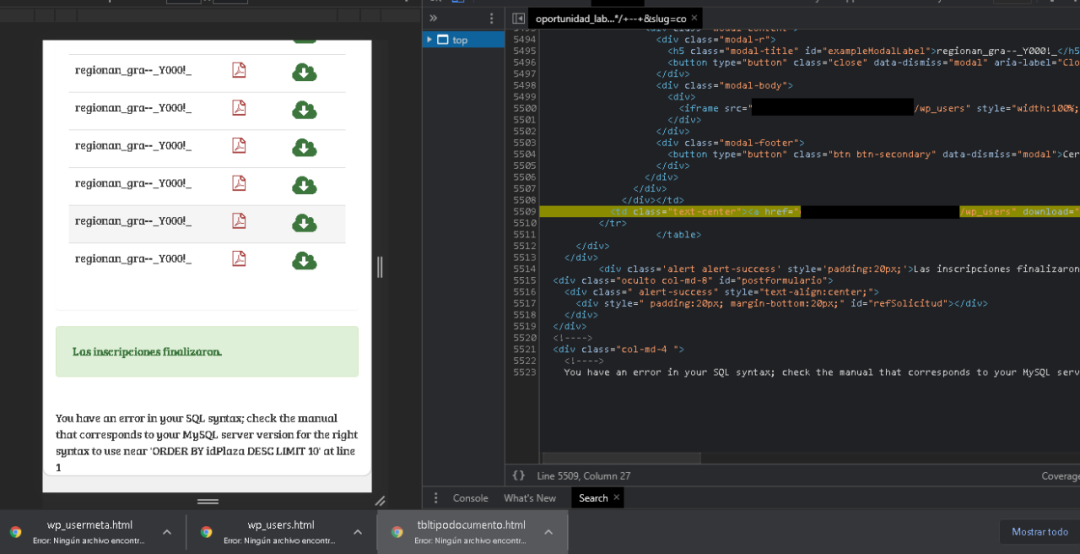 oportunidad_lab...*/+--+&slug=co ×
top
regionan_gra--_Y000!_
regionan_gra--_Y000!_
regionan_gra--_Y000!_
regionan_gra--_Y000!_
regionan_gra--_Y000!_
regionan_gra--_Y000!_
Las inscripciones finalizaron.
You have an error in your SQL syntax; check the manual
that corresponds to your MySQL server version for the right
syntax to use near 'ORDER BY idPlaza DESC LIMIT 10' at line
1
5494 <div class="modal-r">
5495 <h5 class="modal-title" id="exampleModalLabel">regionan_gra--_Y000!_</h5
5496 <button type="button" class="close" data-dismiss="modal" aria-label="Clo
5497 </div>
5498 <div class="modal-body">
5499 <div>
5500 <iframe src=" /wp_users" style="width:100%;
5501 </div>
5502 </div>
5503 <div class="modal-footer">
5504 <button type="button" class="btn btn-secondary" data-dismiss="modal">Cer
5505 </div>
5506 </div>
5507 </div>
5508 </div></td>
5509 <td class="text-center"><a href=" /wp_users" download="
5510 </tr>
5511 </table>
5512 </div>
5513 </div>
5514 <div class='alert alert-success' style='padding:20px;'>Las inscripciones finalizaron
5515 <div class="oculto col-md-8" id="postformulario">
5516 <div class=" alert-success" style="text-align:center;">
5517 <div style=" padding:20px; margin-bottom:20px;" id="refSolicitud"></div>
5518 </div>
5519 </div>
5520 <!---->
5521 <div class="col-md-4 ">
5522 <!---->
5523 You have an error in your SQL syntax; check the manual that corresponds to your MySQL serv
{} Line 5509, Column 27 Coverag
Console What's New Search ×
wp_usermeta.html
Error: Ningún archivo encontr...
wp_users.html
Error: Ningún archivo encontr...
tbltipodocumento.html
Error: Ningún archivo encontr...
Mostrar todo